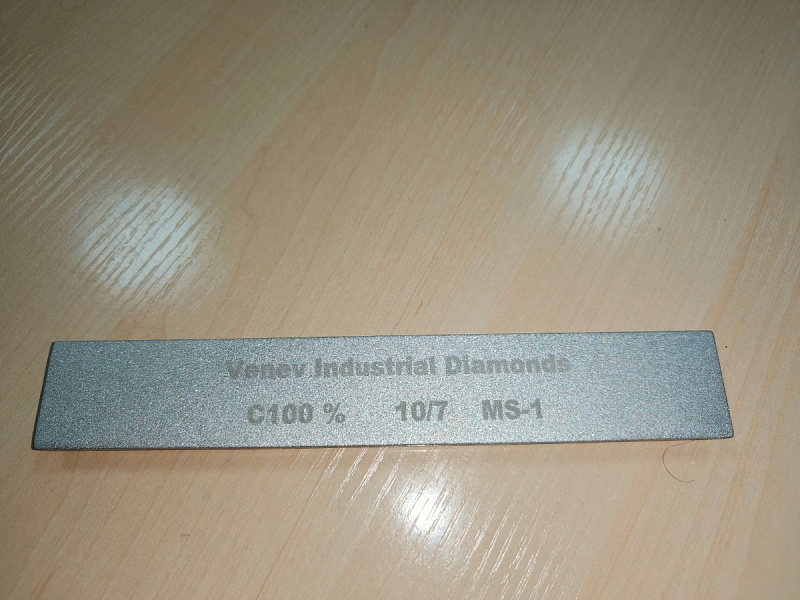 Venev Industrial Diamonds
C100 % 10/7 MS-1